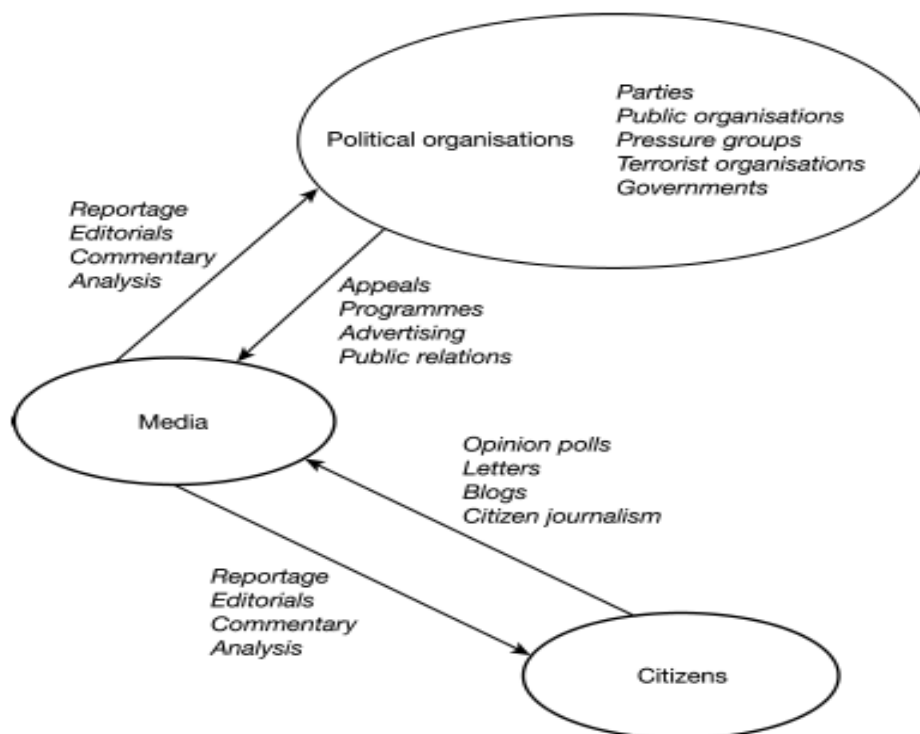 Political organisations
Parties
Public organisations
Pressure groups
Terrorist organisations
Governments
Reportage
Editorials
Commentary
Analysis
Appeals
Programmes
Advertising
Public relations
Media
Opinion polls
Letters
Blogs
Citizen journalism
Reportage
Editorials
Commentary
Analysis
Citizens